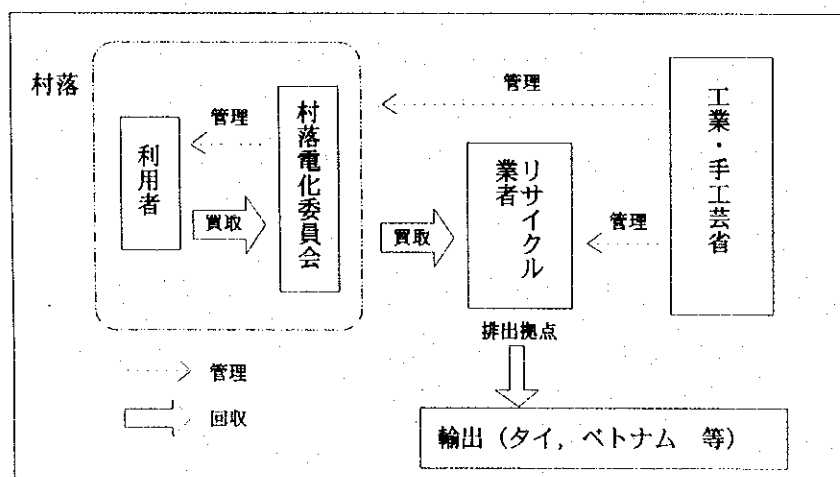 村落
利用者
管理
買取
村落電化委員会
管理
買取
リサイクル
業者
管理
工業・手工芸省
排出拠点
管理
回収
輸出（タイ，ベトナム　等）